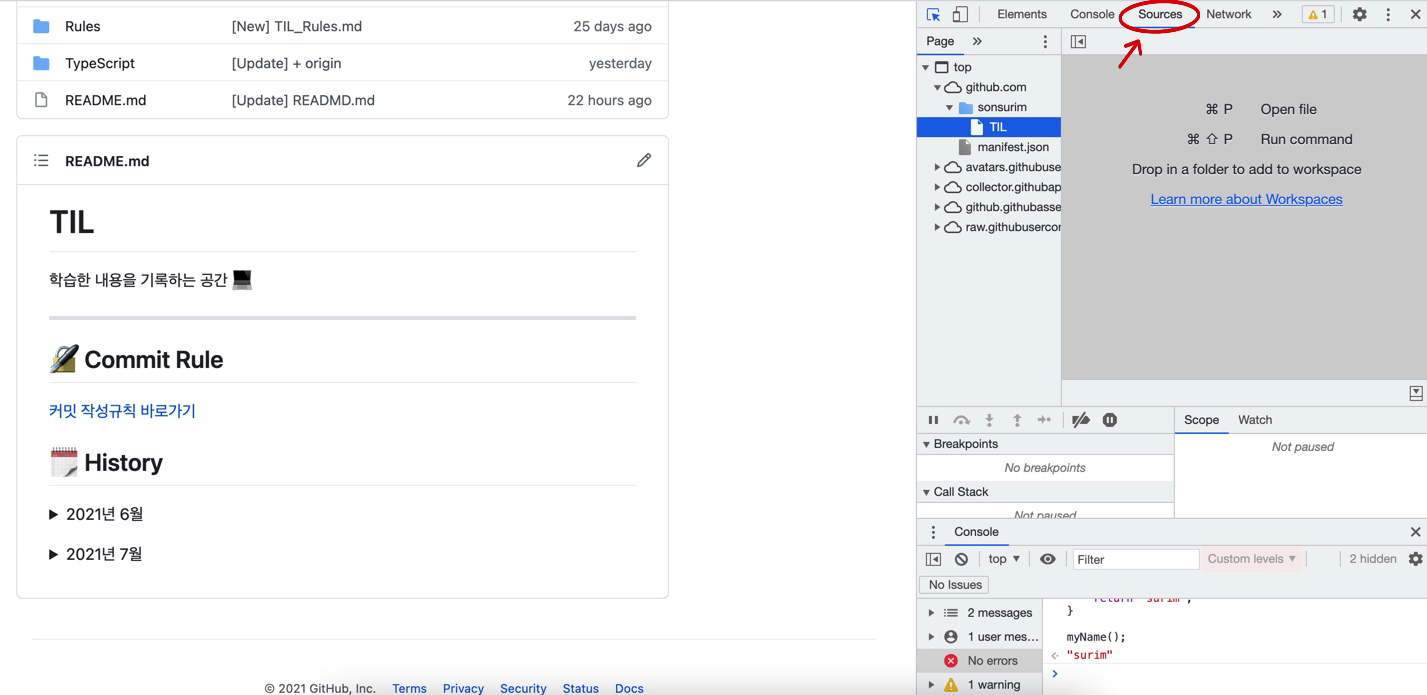 Rules [New] TIL_Rules.md 25 days ago
TypeScript [Update] + origin yesterday
README.md [Update] READMD.md 22 hours ago
README.md
TIL
학습한 내용을 기록하는 공간
Commit Rule
커밋 작성규칙 바로가기
History
▶ 2021년 6월
▶ 2021년 7월
© 2021 GitHub, Inc. Terms Privacy Security Status Docs
Elements Console Sources Network » 1
Page »
top
github.com
sonsurim
TIL
manifest.json
avatars.githubuse
collector.githubap
github.githubasse
raw.githubusercor
⌘ P Open file
⌘ ⇧ P Run command
Drop in a folder to add to workspace
Learn more about Workspaces
Breakpoints
No breakpoints
Call Stack
Not paused
Scope Watch
Not paused
Console
top ▼ Filter Custom levels ▼ 2 hidden
No Issues
2 messages
1 user mes...
No errors
1 warning
return "surim";
}
myName();
"surim"